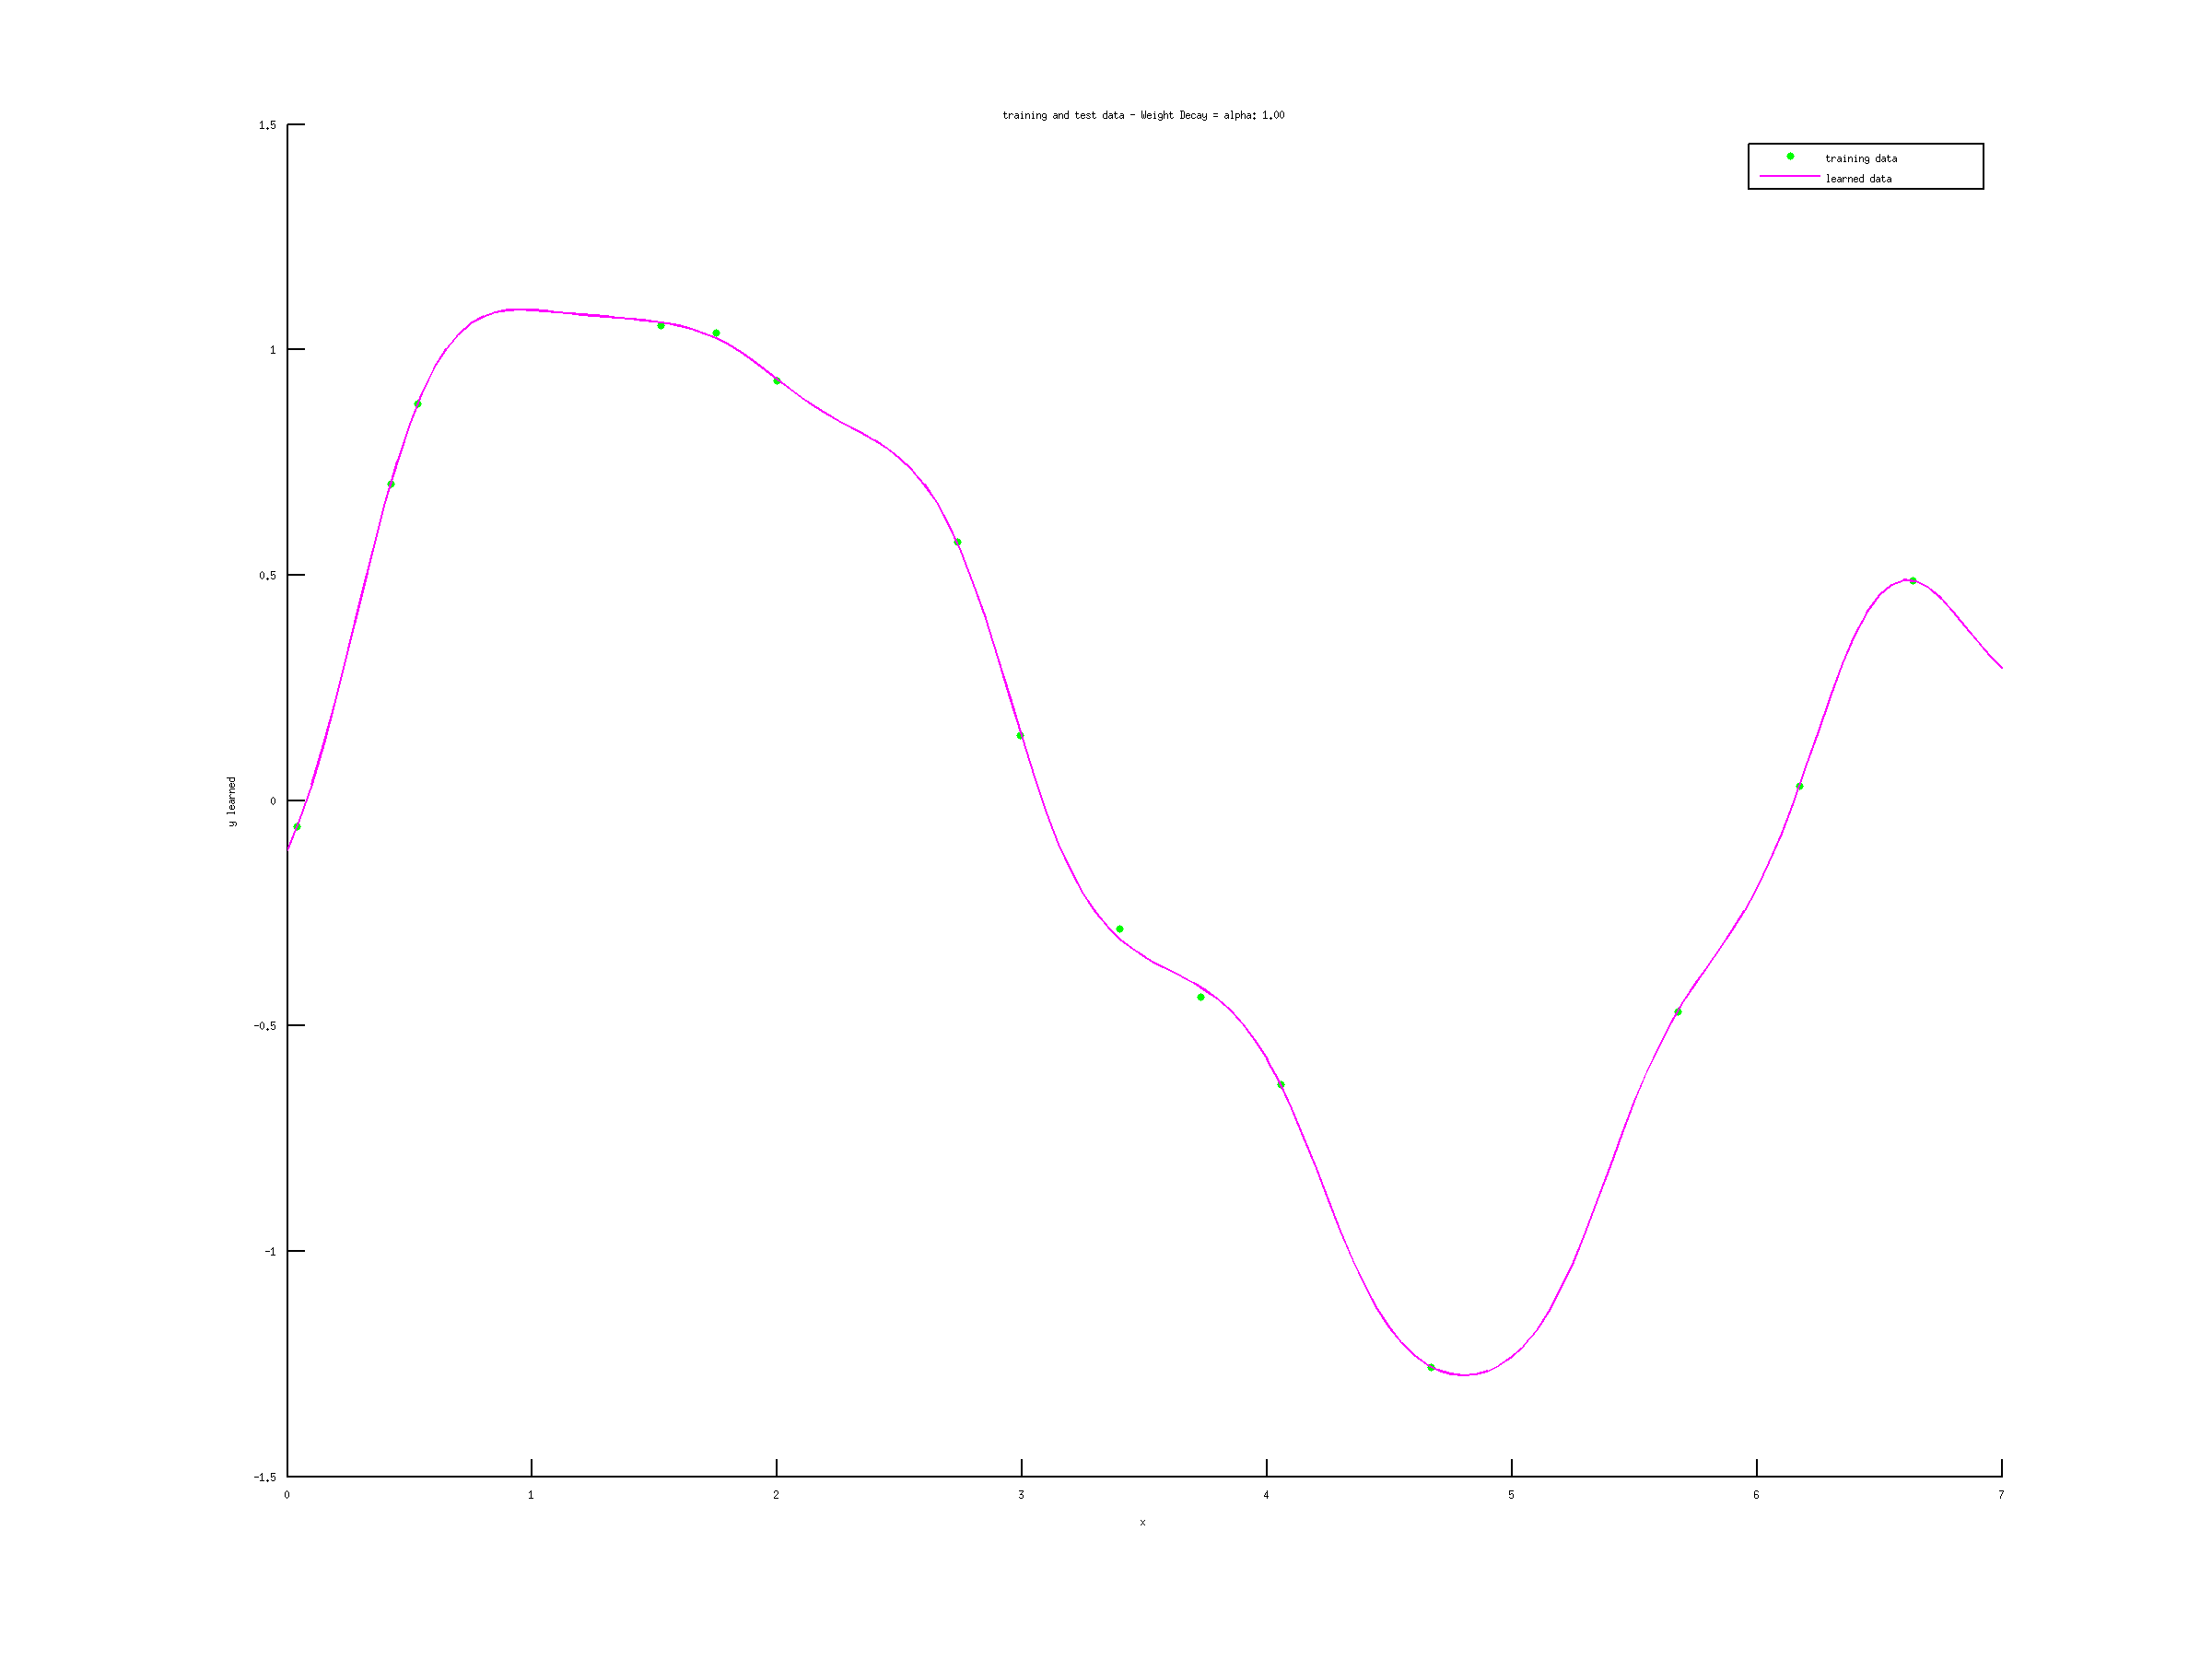 training and test data - Weight Decay = alpha: 1.00
training data
learned data
1.5
1
0.5
0
-0.5
-1
-1.5
y learned
0 1 2 3 4 5 6 7
x